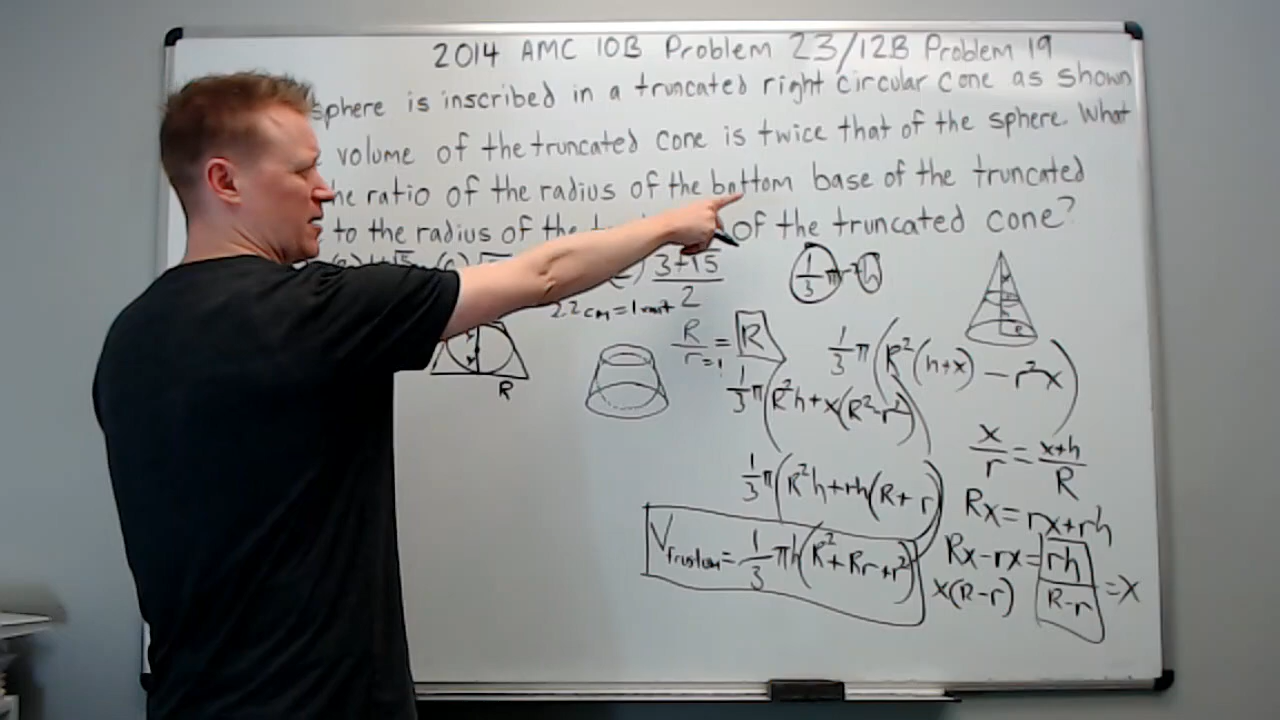 2014 AMC 10B Problem 23/12B Problem 19
sphere is inscribed in a truncated right circular cone as shown
volume of the truncated cone is twice that of the sphere. What
the ratio of the radius of the bottom base of the truncated
to the radius of the of the truncated cone?
3+√5
2
2.2 cm = 1 unit
R
R/r=1 = R
1/3 π r²h
1/3 π(R²(h+x) - r²x)
1/3 π(R²h+x(R²-r²))
1/3 π(R²h+rh(R+r))
V frustum = 1/3 πh(R²+Rr+r²)
x/r = x+h/R
Rx=rx+rh
Rx-rx=rh
x(R-r) R-r =x